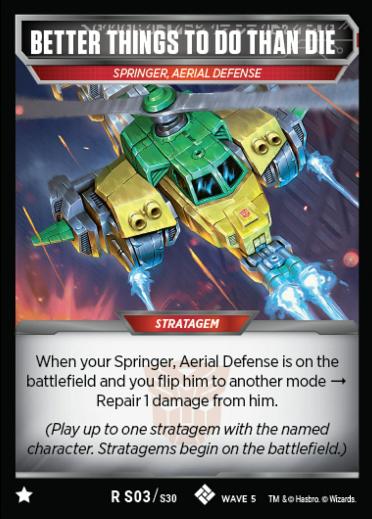 BETTER THINGS TO DO THAN DIE
SPRINGER, AERIAL DEFENSE
STRATAGEM
When your Springer, Aerial Defense is on the
battlefield and you flip him to another mode →
Repair 1 damage from him.
(Play up to one stratagem with the named
character. Stratagems begin on the battlefield.)
R S03/S30 WAVE 5 TM & © Hasbro. © Wizards.